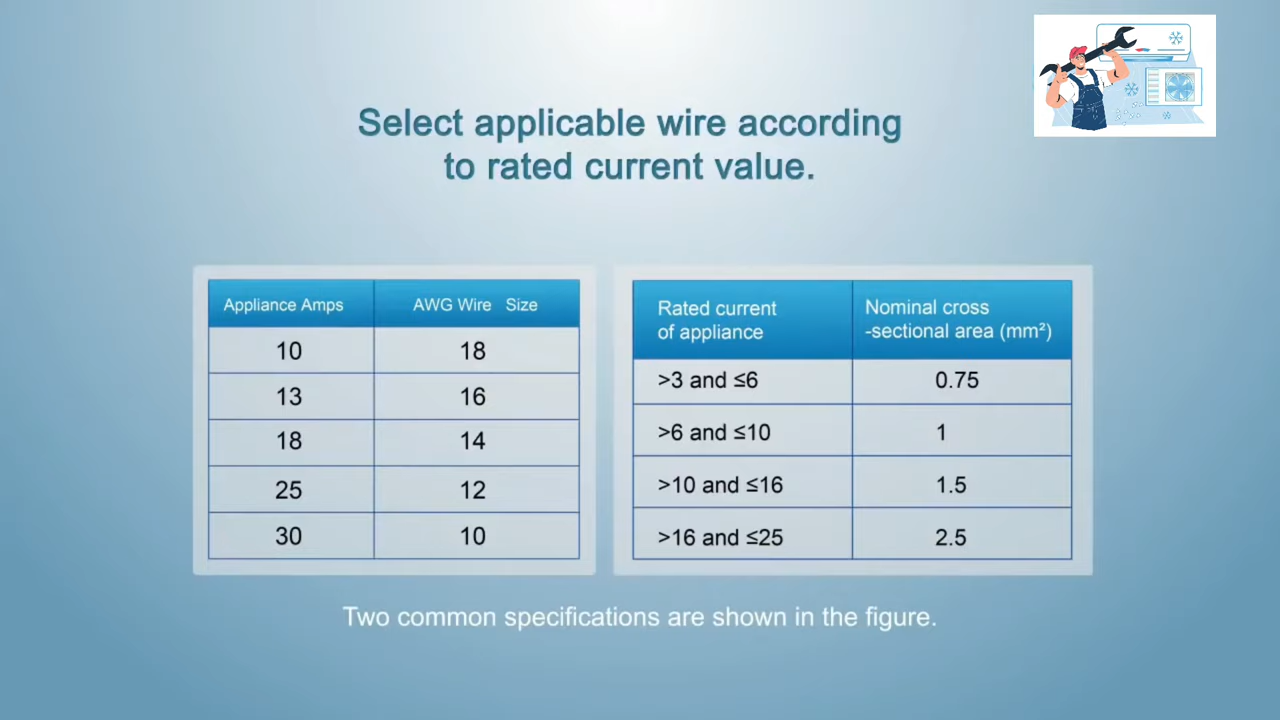 Select applicable wire according
to rated current value.
Appliance Amps AWG Wire Size
10 18
13 16
18 14
25 12
30 10
Rated current
of appliance
Nominal cross
-sectional area (mm²)
>3 and ≤6 0.75
>6 and ≤10 1
>10 and ≤16 1.5
>16 and ≤25 2.5
Two common specifications are shown in the figure.